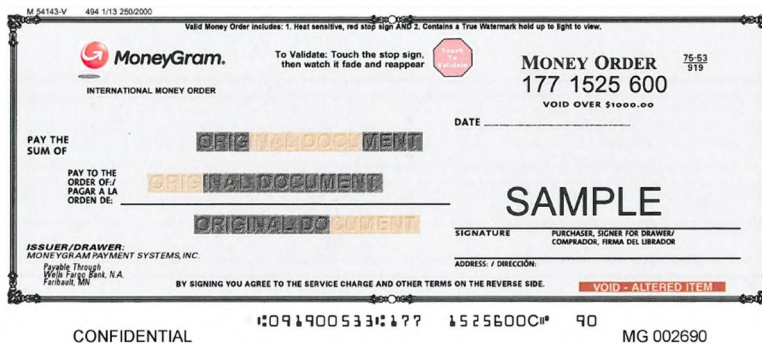 M 54143-V 494 1/13 250/2000
Valid Money Order includes: 1. Heat sensitive, red stop sign AND 2. Contains a True Watermark hold up to light to view.
MoneyGram.
INTERNATIONAL MONEY ORDER
To Validate: Touch the stop sign,
then watch it fade and reappear
Touch
To
Validate
MONEY ORDER
75-53
919
177 1525 600
VOID OVER $1000.00
DATE
PAY THE
SUM OF
ORIGINAL DOCUMENT
PAY TO THE
ORDER OF:/
PAGAR A LA
ORDEN DE:
ORIGINAL DOCUMENT
ORIGINAL DOCUMENT
SAMPLE
SIGNATURE
PURCHASER, SIGNER FOR DRAWER/
COMPRADOR, FIRMA DEL LIBRADOR
ISSUER/DRAWER:
MONEYGRAM PAYMENT SYSTEMS, INC.
Payable Through
Wells Fargo Bank, N.A.
Faribault, MN
ADDRESS: / DIRECCIÓN:
BY SIGNING YOU AGREE TO THE SERVICE CHARGE AND OTHER TERMS ON THE REVERSE SIDE.
VOID - ALTERED ITEM
⑆091900533⑆177 1525600C⑈ 90
CONFIDENTIAL
MG 002690